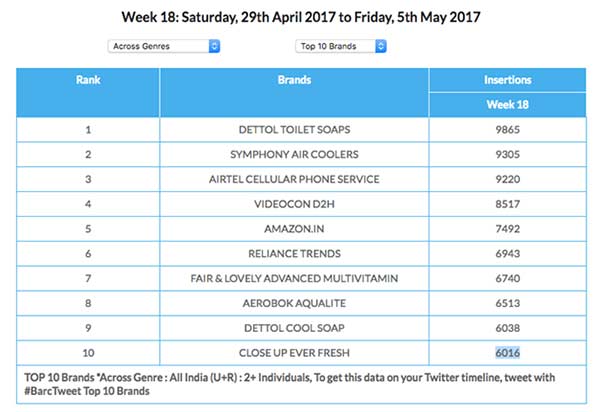 Week 18: Saturday, 29th April 2017 to Friday, 5th May 2017
Across Genres Top 10 Brands
Rank Brands Insertions
Week 18
1 DETTOL TOILET SOAPS 9865
2 SYMPHONY AIR COOLERS 9305
3 AIRTEL CELLULAR PHONE SERVICE 9220
4 VIDEOCON D2H 8517
5 AMAZON.IN 7492
6 RELIANCE TRENDS 6943
7 FAIR & LOVELY ADVANCED MULTIVITAMIN 6740
8 AEROBOK AQUALITE 6513
9 DETTOL COOL SOAP 6038
10 CLOSE UP EVER FRESH 6016
TOP 10 Brands *Across Genre : All India (U+R) : 2+ Individuals, To get this data on your Twitter timeline, tweet with
#BarcTweet Top 10 Brands